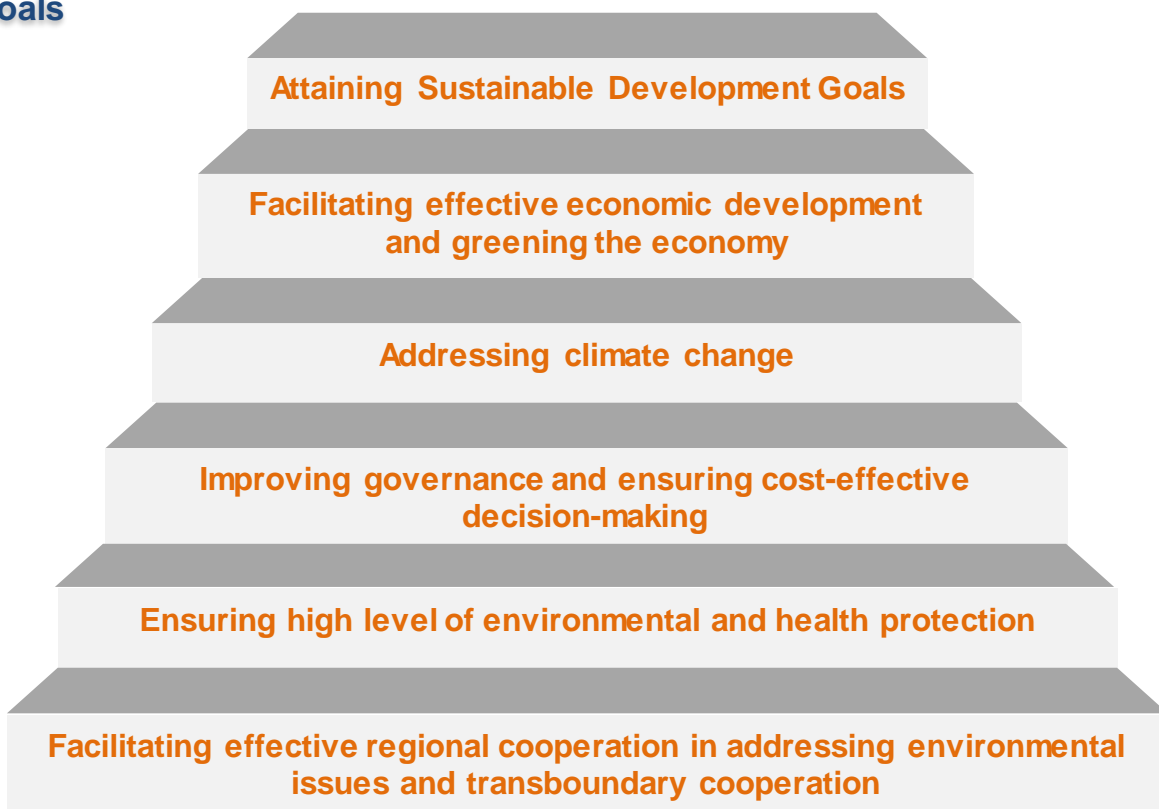 oals
Attaining Sustainable Development Goals
Facilitating effective economic development
and greening the economy
Addressing climate change
Improving governance and ensuring cost-effective
decision-making
Ensuring high level of environmental and health protection
Facilitating effective regional cooperation in addressing environmental
issues and transboundary cooperation